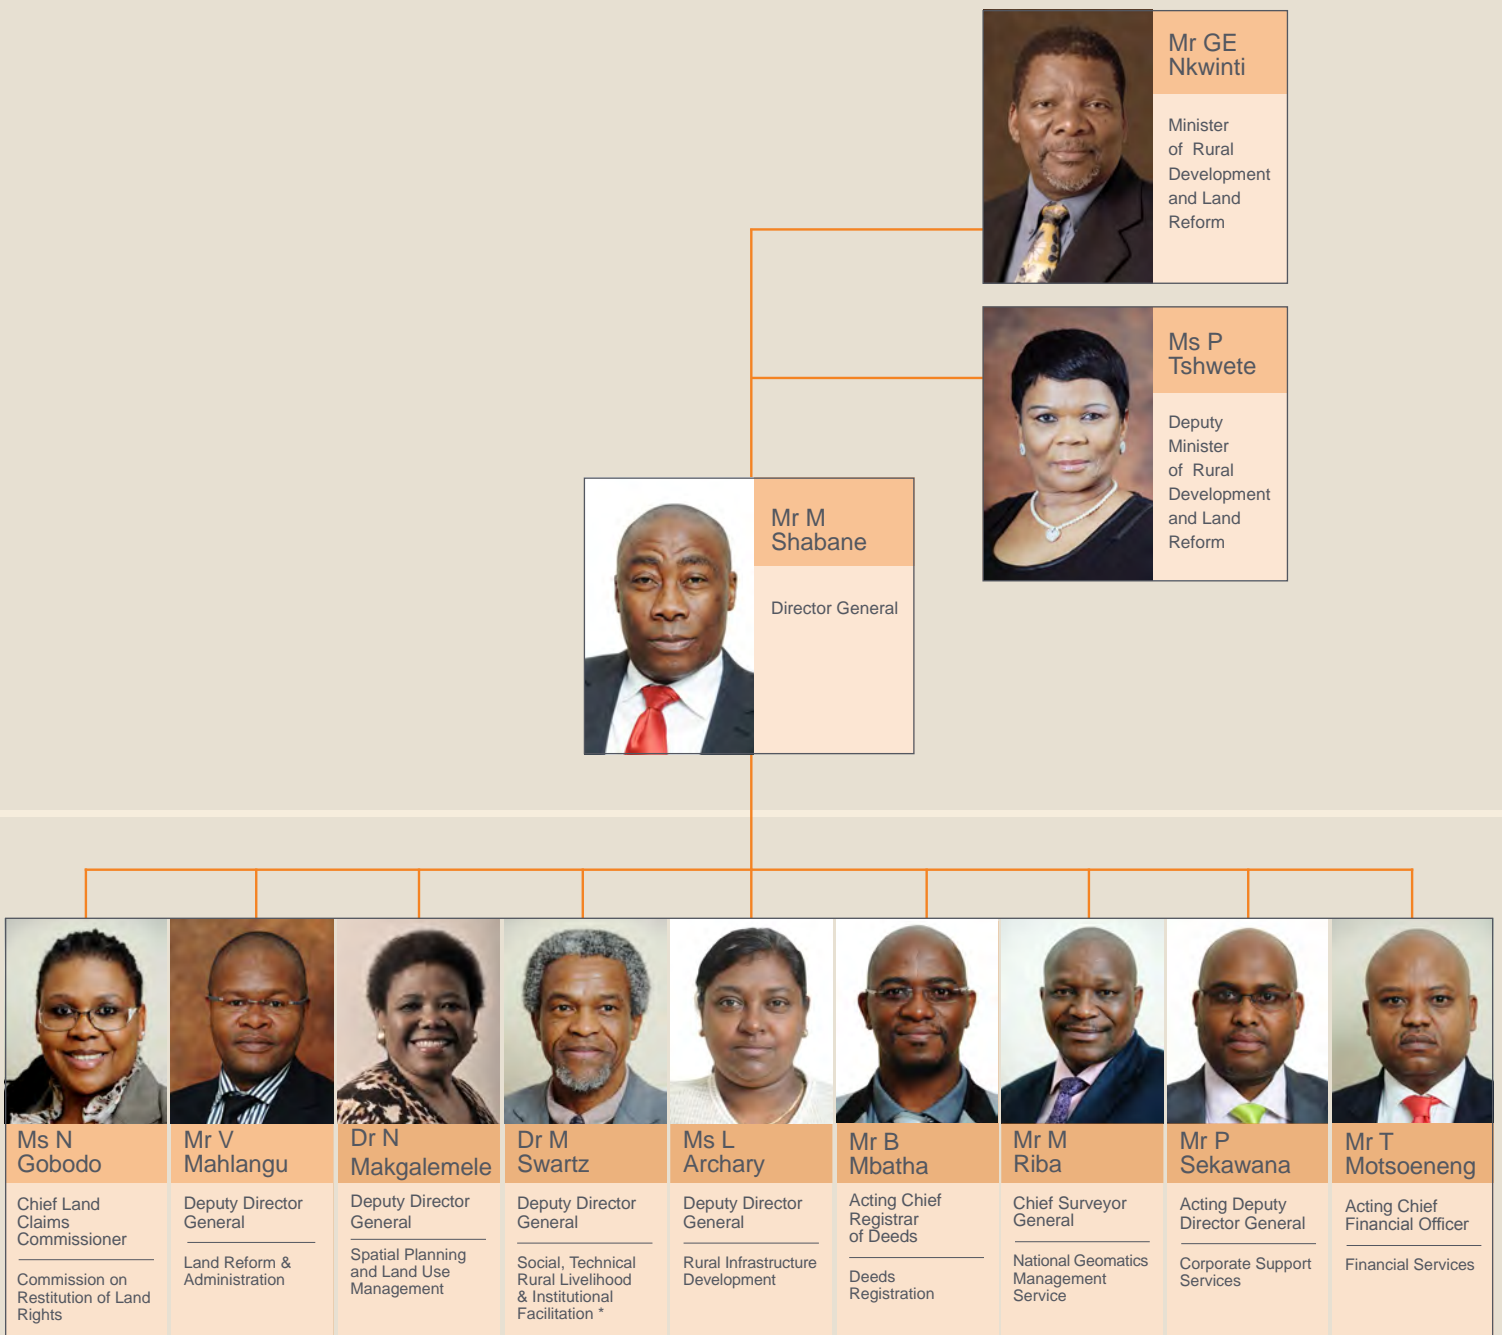 Mr GE
Nkwinti
Minister
of Rural
Development
and Land
Reform
Ms P
Tshwete
Deputy
Minister
of Rural
Development
and Land
Reform
Mr M
Shabane
Director General
Ms N
Gobodo
Chief Land
Claims
Commissioner
Commission on
Restitution of Land
Rights
Mr V
Mahlangu
Deputy Director
General
Land Reform &
Administration
Dr N
Makgalemele
Deputy Director
General
Spatial Planning
and Land Use
Management
Dr M
Swartz
Deputy Director
General
Social, Technical
Rural Livelihood
& Institutional
Facilitation *
Ms L
Archary
Deputy Director
General
Rural Infrastructure
Development
Mr B
Mbatha
Acting Chief
Registrar
of Deeds
Deeds
Registration
Mr M
Riba
Chief Surveyor
General
National Geomatics
Management
Service
Mr P
Sekawana
Acting Deputy
Director General
Corporate Support
Services
Mr T
Motsoeneng
Acting Chief
Financial Officer
Financial Services